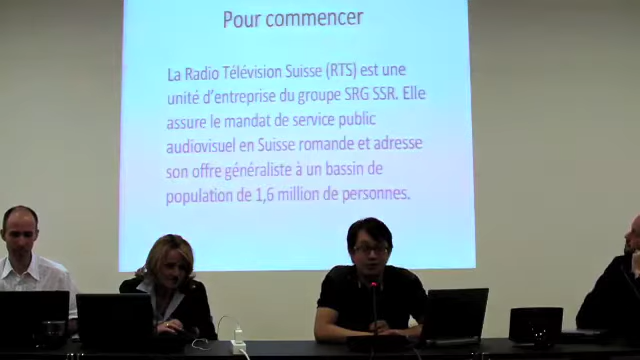 Pour commencer
La Radio Télévision Suisse (RTS) est une
unité d'entreprise du groupe SRG SSR. Elle
assure le mandat de service public
audiovisuel en Suisse romande et adresse
son offre généraliste à un bassin de
population de 1,6 million de personnes.